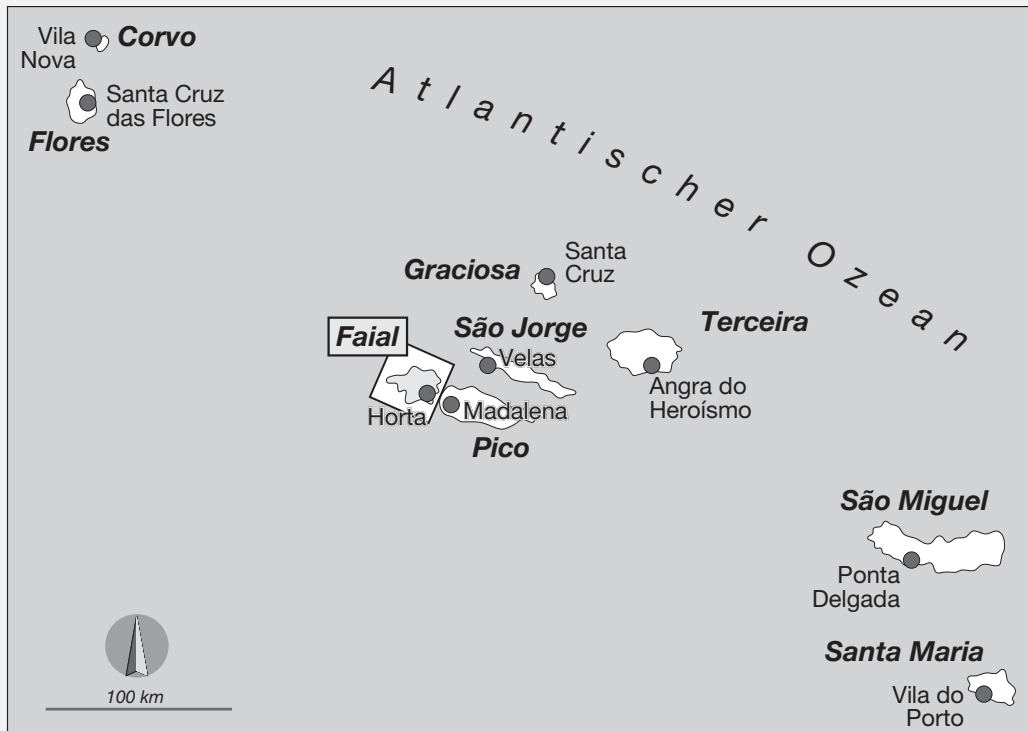 Vila
Nova
Corvo
Santa Cruz
das Flores
Flores
Atlantischer Ozean
Graciosa
Santa
Cruz
Faial
São Jorge
Terceira
Velas
Angra do
Heroísmo
Horta
Madalena
Pico
São Miguel
Ponta
Delgada
Santa Maria
Vila do
Porto
100 km